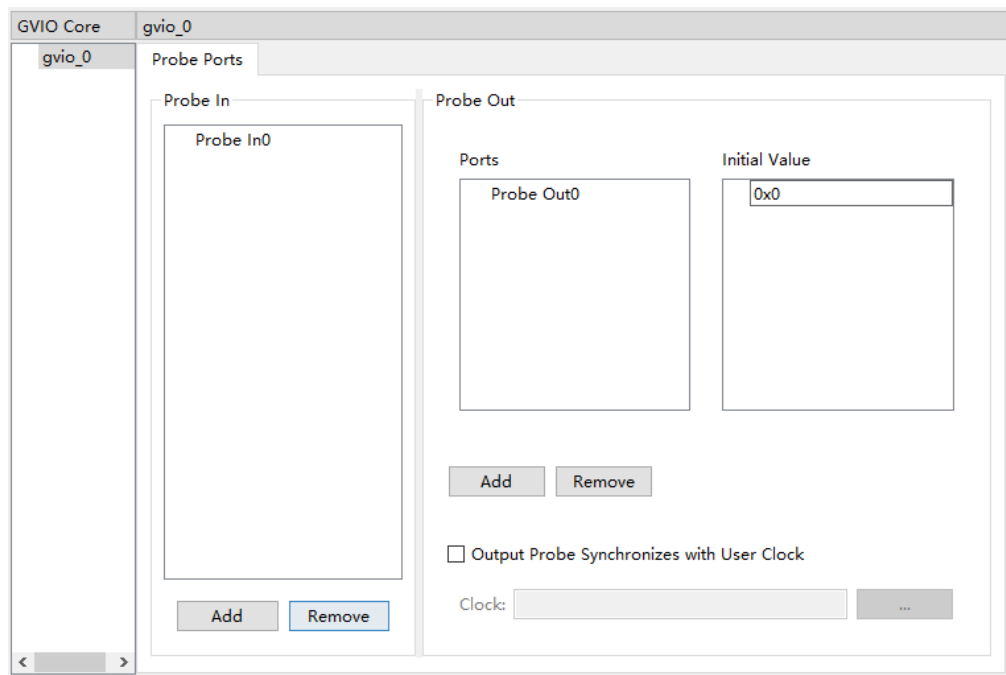 GVIO Core
gvio_0
gvio_0
Probe Ports
Probe In
Probe Out
Probe In0
Ports
Initial Value
Probe Out0
0x0
Add
Remove
Output Probe Synchronizes with User Clock
Clock:
...
Add
Remove